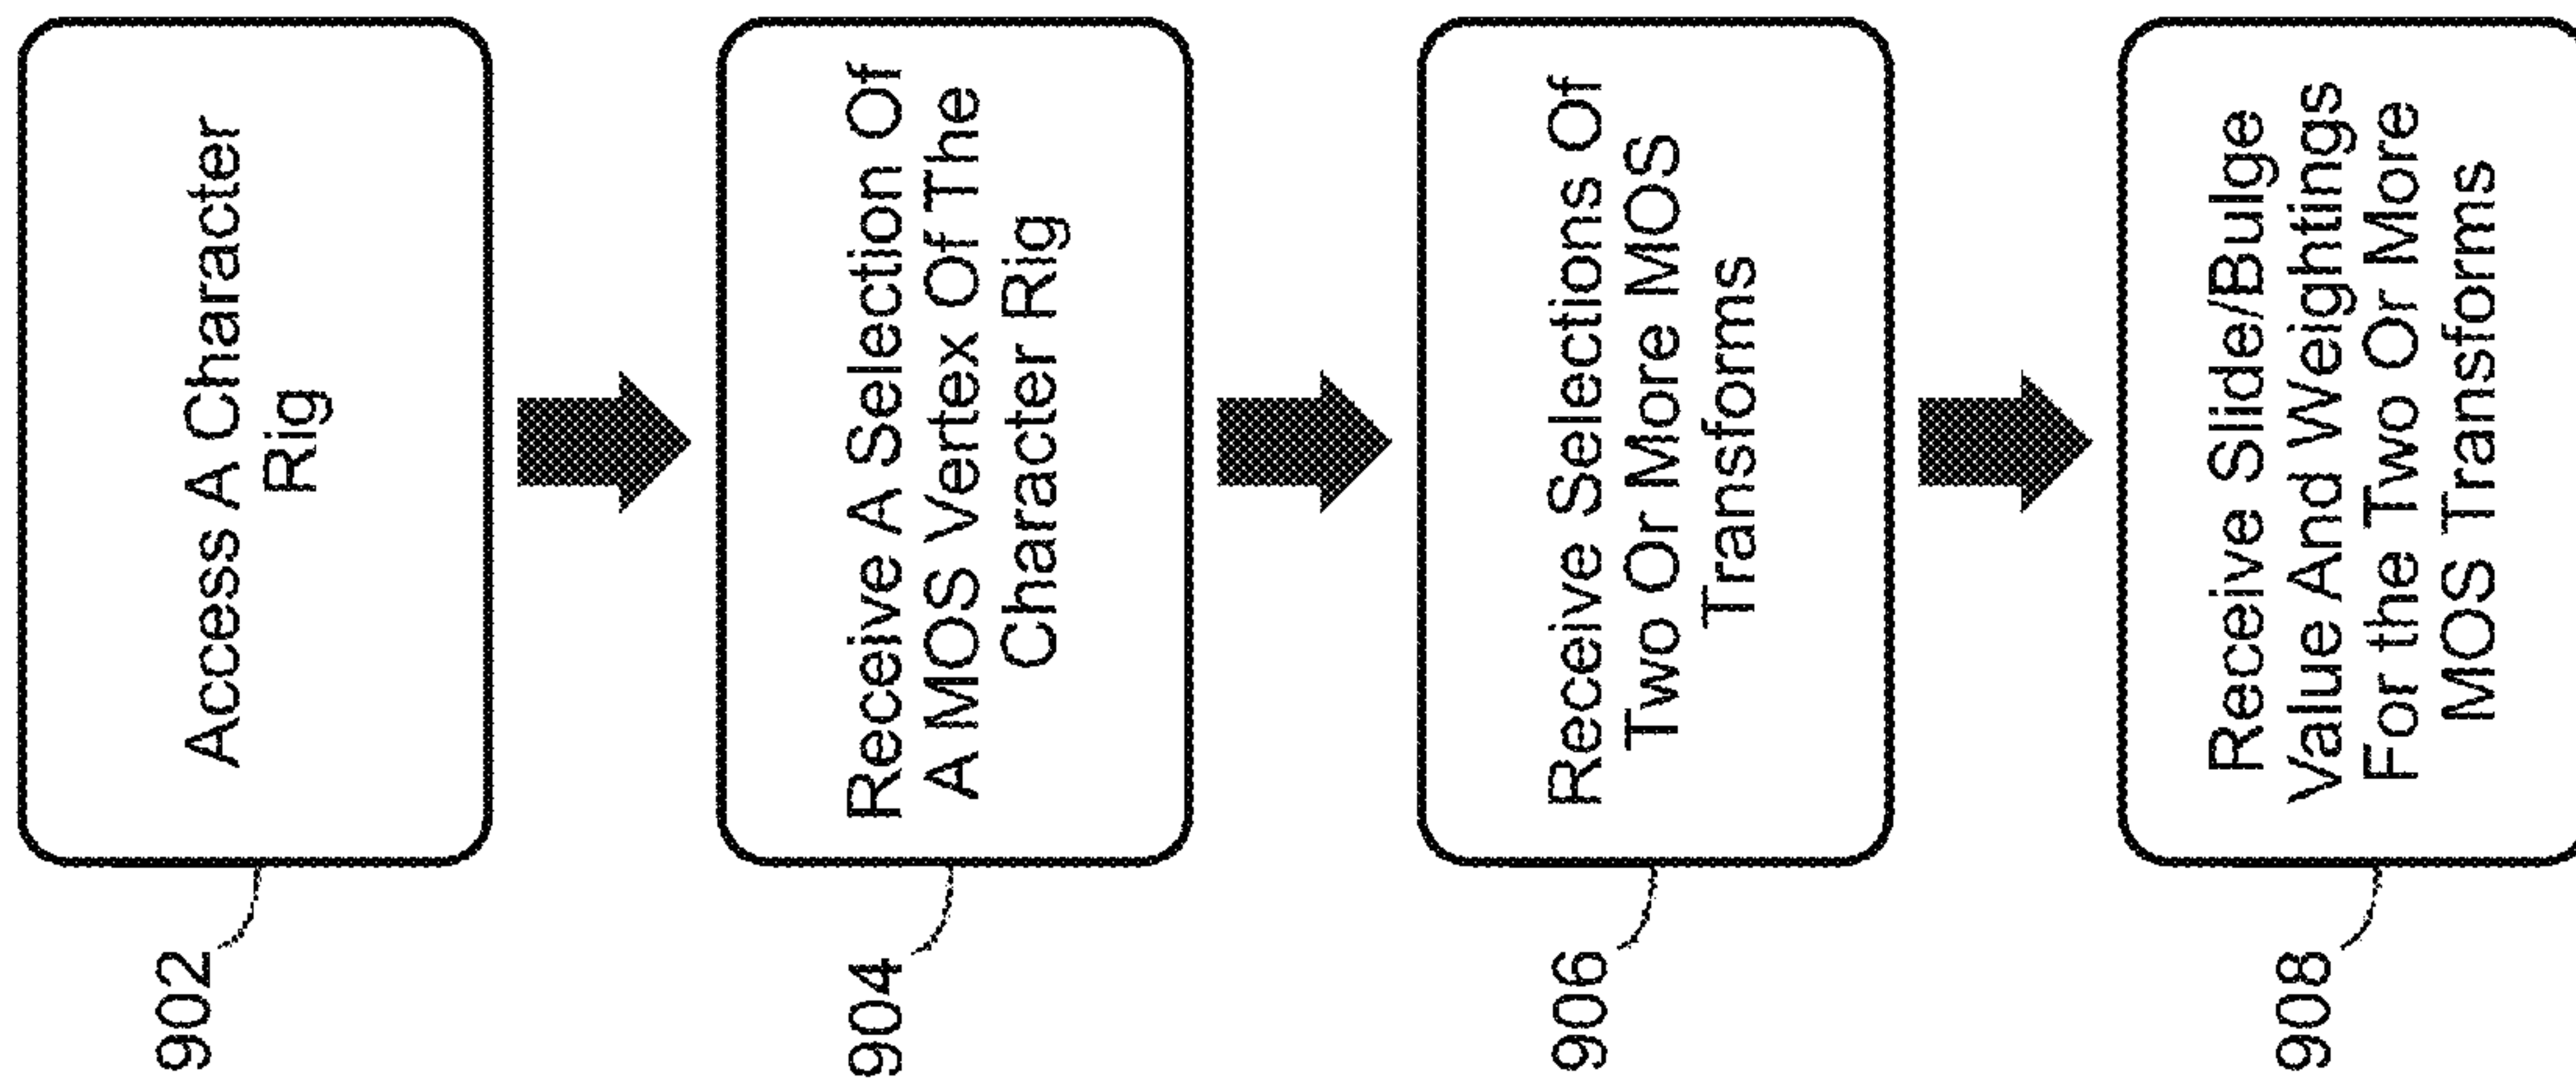 902
Access A Character
Rig
904
Receive A Selection Of
A MOS Vertex Of The
Character Rig
906
Receive Selections Of
Two Or More MOS
Transforms
908
Receive Slide/Bulge
Value And Weightings
For the Two Or More
MOS Transforms